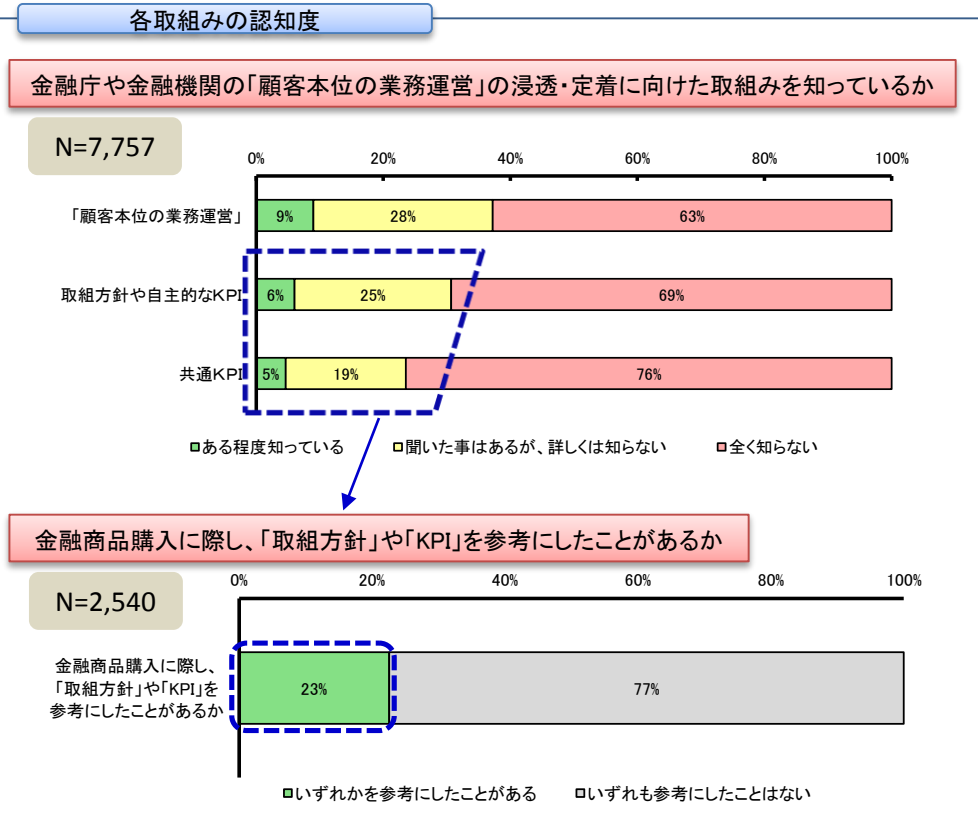 各取組みの認知度
金融庁や金融機関の「顧客本位の業務運営」の浸透・定着に向けた取組みを知っているか
N=7,757
0% 20% 40% 60% 80% 100%
「顧客本位の業務運営」 9% 28% 63%
取組方針や自主的なKPI 6% 25% 69%
共通KPI 5% 19% 76%
ある程度知っている 聞いた事はあるが、詳しくは知らない 全く知らない
金融商品購入に際し、「取組方針」や「KPI」を参考にしたことがあるか
N=2,540
0% 20% 40% 60% 80% 100%
金融商品購入に際し、
「取組方針」や「KPI」を
参考にしたことがあるか
23% 77%
いずれかを参考にしたことがある いずれも参考にしたことはない